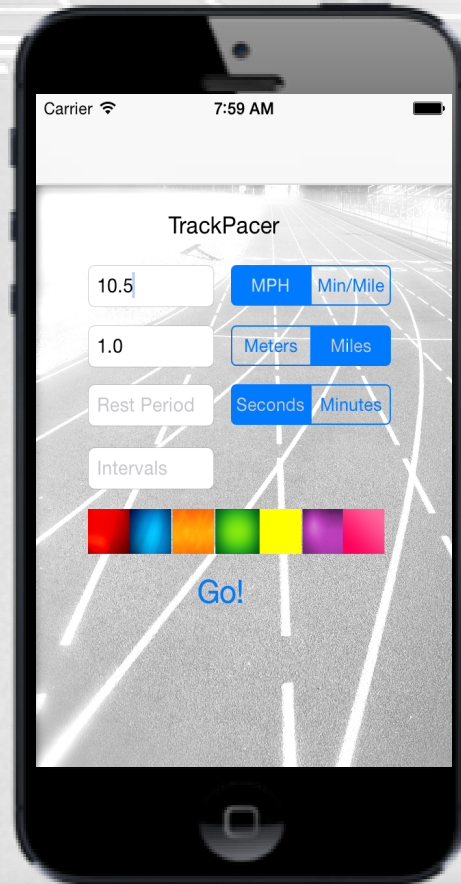 Carrier 7:59 AM
TrackPacer
10.5 MPH Min/Mile
1.0 Meters Miles
Rest Period Seconds Minutes
Intervals
Go!